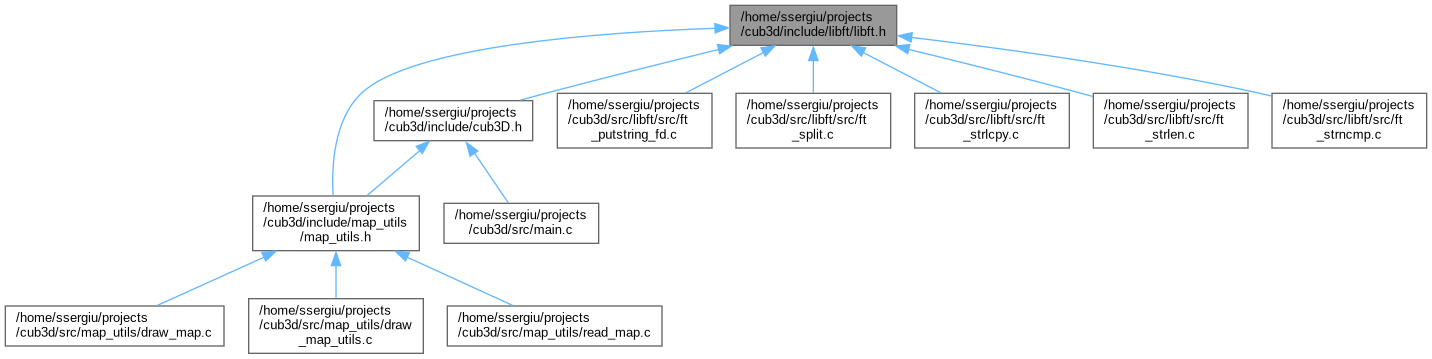 /home/ssergiu/projects
/cub3d/include/libft/libft.h
/home/ssergiu/projects
/cub3d/include/cub3D.h
/home/ssergiu/projects
/cub3d/src/libft/src/ft
_putstring_fd.c
/home/ssergiu/projects
/cub3d/src/libft/src/ft
_split.c
/home/ssergiu/projects
/cub3d/src/libft/src/ft
_strlcpy.c
/home/ssergiu/projects
/cub3d/src/libft/src/ft
_strlen.c
/home/ssergiu/projects
/cub3d/src/libft/src/ft
_strncmp.c
/home/ssergiu/projects
/cub3d/include/map_utils
/map_utils.h
/home/ssergiu/projects
/cub3d/src/main.c
/home/ssergiu/projects
/cub3d/src/map_utils/draw_map.c
/home/ssergiu/projects
/cub3d/src/map_utils/draw
_map_utils.c
/home/ssergiu/projects
/cub3d/src/map_utils/read_map.c